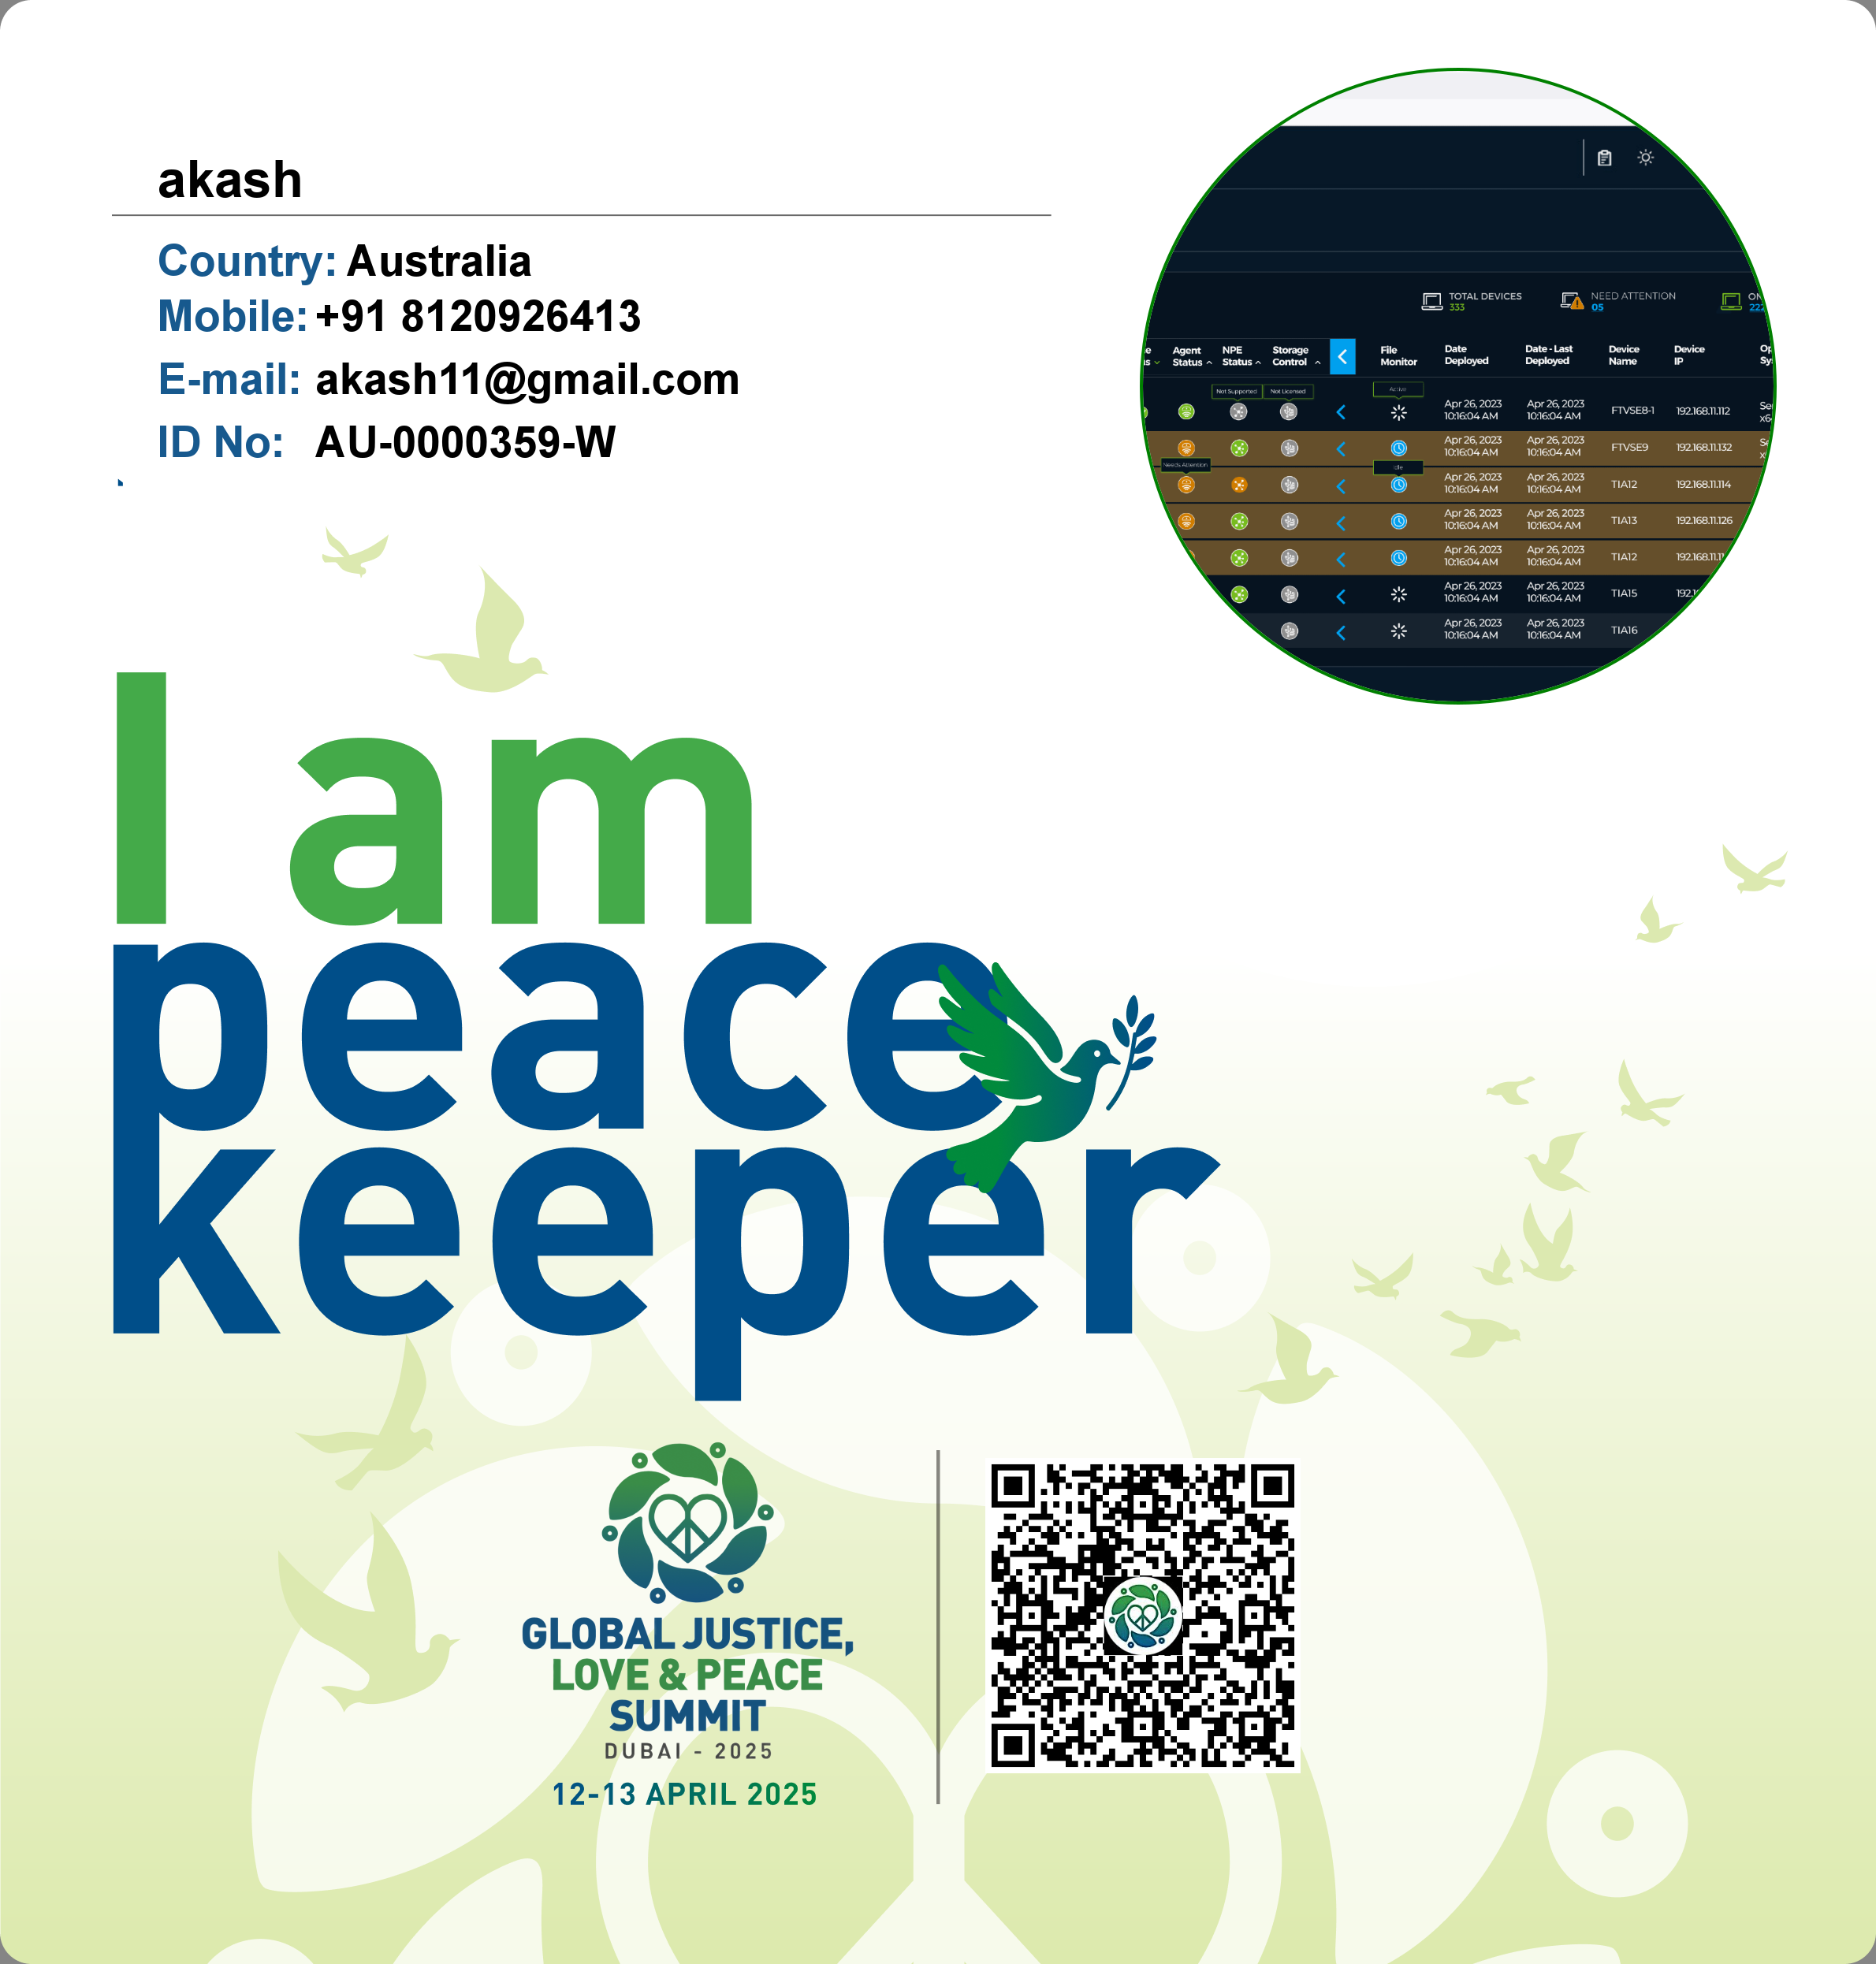 akash
Country: Australia
Mobile: +91 8120926413
E-mail: akash11@gmail.com
ID No: AU-0000359-W
TOTAL DEVICES
333
NEED ATTENTION
05
222
Agent Status
NPE Status
Storage Control
File Monitor
Date Deployed
Date - Last Deployed
Device Name
Device IP
Not Supported
Not Licensed
Active
Apr 26, 2023 10:16:04 AM Apr 26, 2023 10:16:04 AM FTVSE8-1 192.168.11.112
Apr 26, 2023 10:16:04 AM Apr 26, 2023 10:16:04 AM FTVSE9 192.168.11.132
Needs Attention
Idle
Apr 26, 2023 10:16:04 AM Apr 26, 2023 10:16:04 AM TIA12 192.168.11.114
Apr 26, 2023 10:16:04 AM Apr 26, 2023 10:16:04 AM TIA13 192.168.11.126
Apr 26, 2023 10:16:04 AM Apr 26, 2023 10:16:04 AM TIA12
Apr 26, 2023 10:16:04 AM Apr 26, 2023 10:16:04 AM TIA15
Apr 26, 2023 10:16:04 AM Apr 26, 2023 10:16:04 AM TIA16
I am
peace
keeper
GLOBAL JUSTICE,
LOVE & PEACE
SUMMIT
DUBAI - 2025
12-13 APRIL 2025